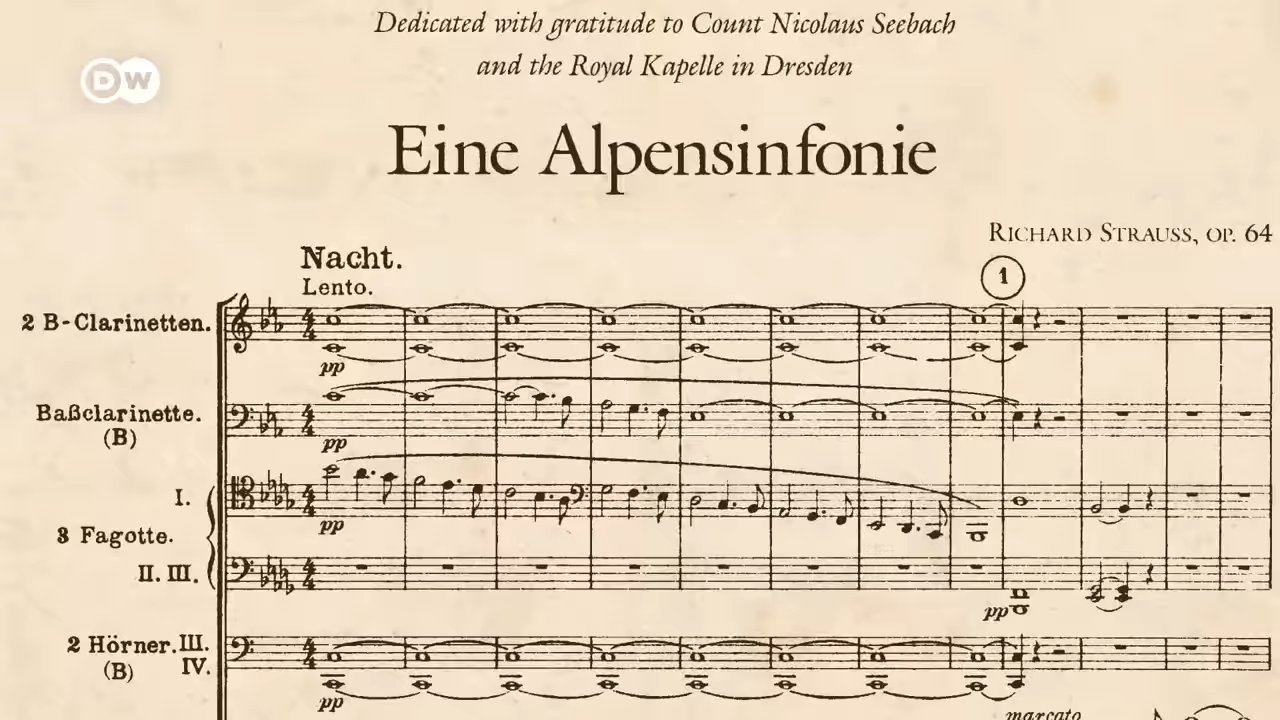 Dedicated with gratitude to Count Nicolaus Seebach
and the Royal Kapelle in Dresden
DW
Eine Alpensinfonie
RICHARD STRAUSS, OP. 64
Nacht.
Lento.
1
2 B-Clarinetten.
pp
Baßclarinette.
(B)
pp
I.
3 Fagotte.
pp
II. III.
pp
2 Hörner. III.
(B) IV.
pp
marcato